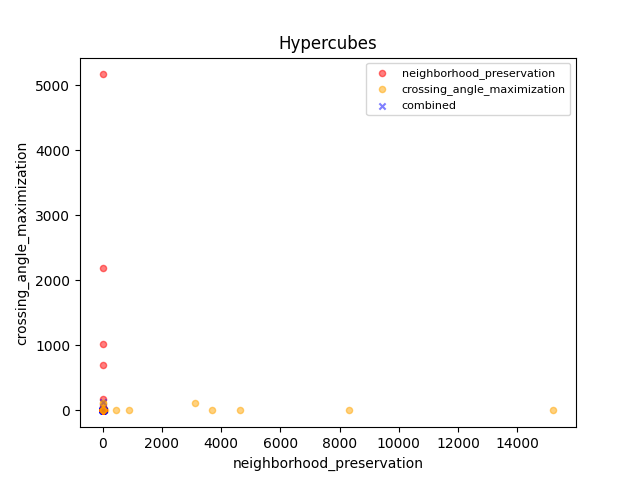 Hypercubes
neighborhood_preservation
crossing_angle_maximization
combined
crossing_angle_maximization
5000
4000
3000
2000
1000
0
0 2000 4000 6000 8000 10000 12000 14000
neighborhood_preservation